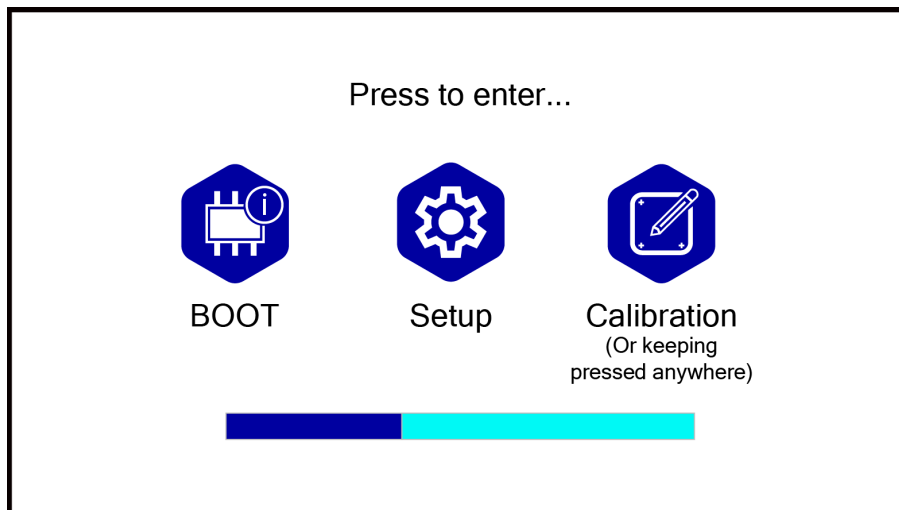 Press to enter...
BOOT
Setup
Calibration
(Or keeping
pressed anywhere)